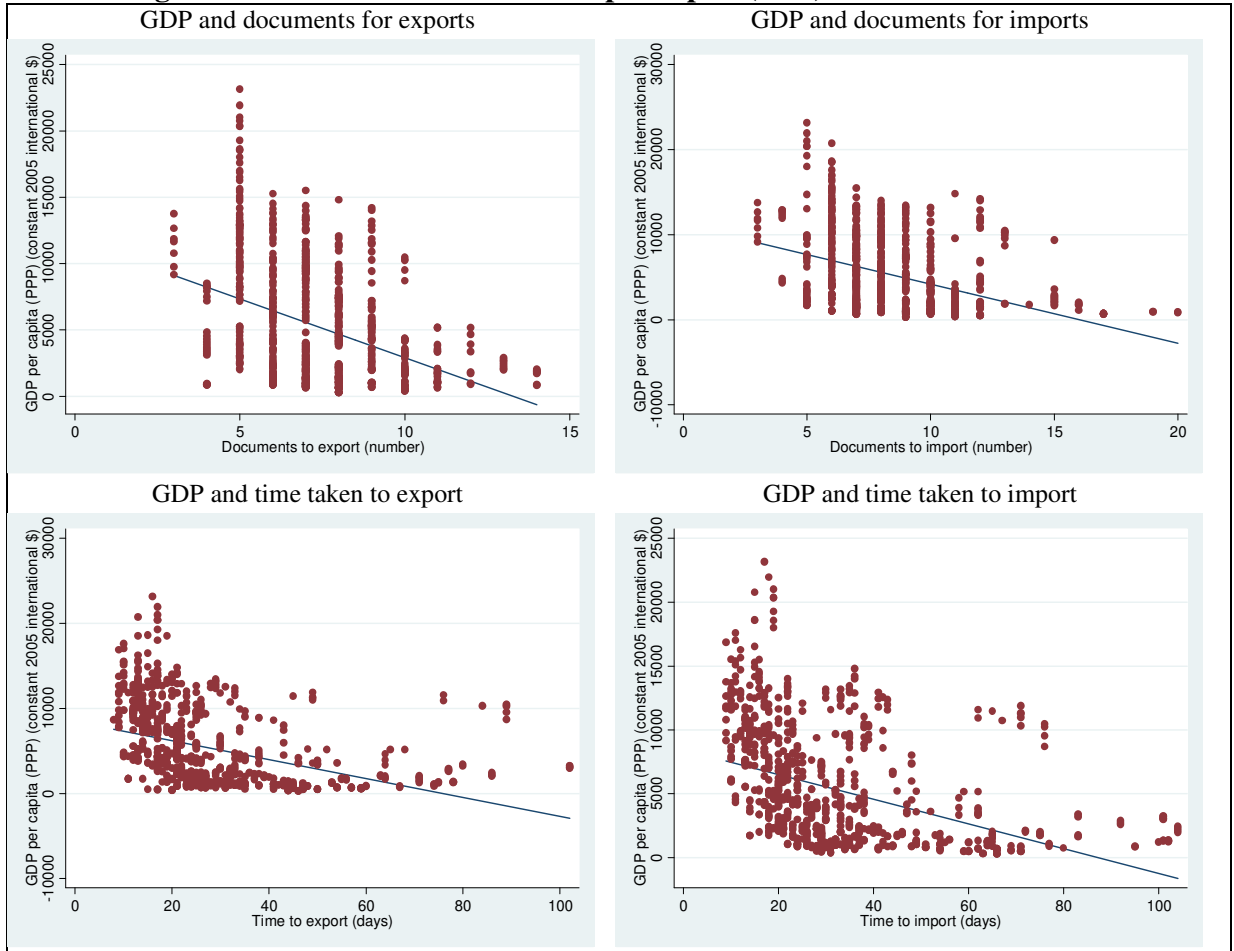 GDP and documents for exports
GDP per capita (PPP) (constant 2005 international $)
25000
20000
15000
10000
5000
0
0 5 10 15
Documents to export (number)
GDP and documents for imports
GDP per capita (PPP) (constant 2005 international $)
30000
20000
10000
0
-10000
0 5 10 15 20
Documents to import (number)
GDP and time taken to export
GDP per capita (PPP) (constant 2005 international $)
30000
20000
10000
0
-10000
0 20 40 60 80 100
Time to export (days)
GDP and time taken to import
GDP per capita (PPP) (constant 2005 international $)
25000
20000
15000
10000
5000
0
0 20 40 60 80 100
Time to import (days)